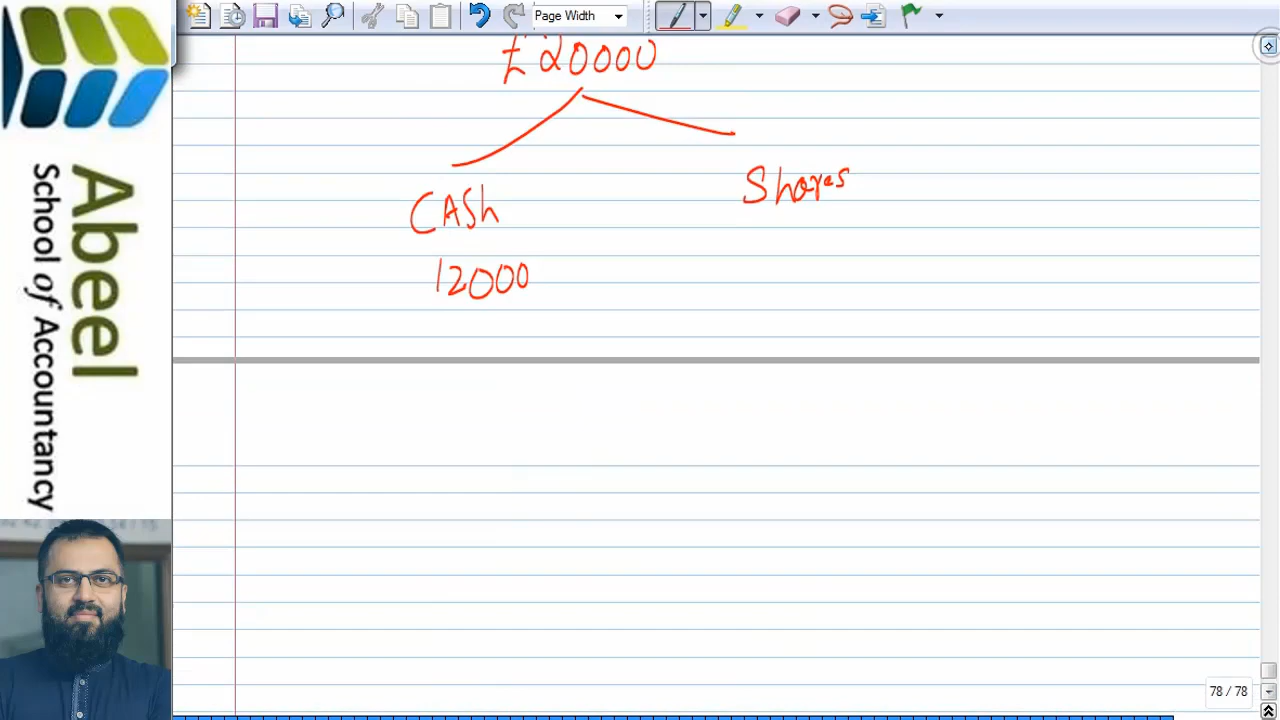 Page Width
£20000
CASh
Shares
12000
Abeel
School of Accountancy
78 / 78